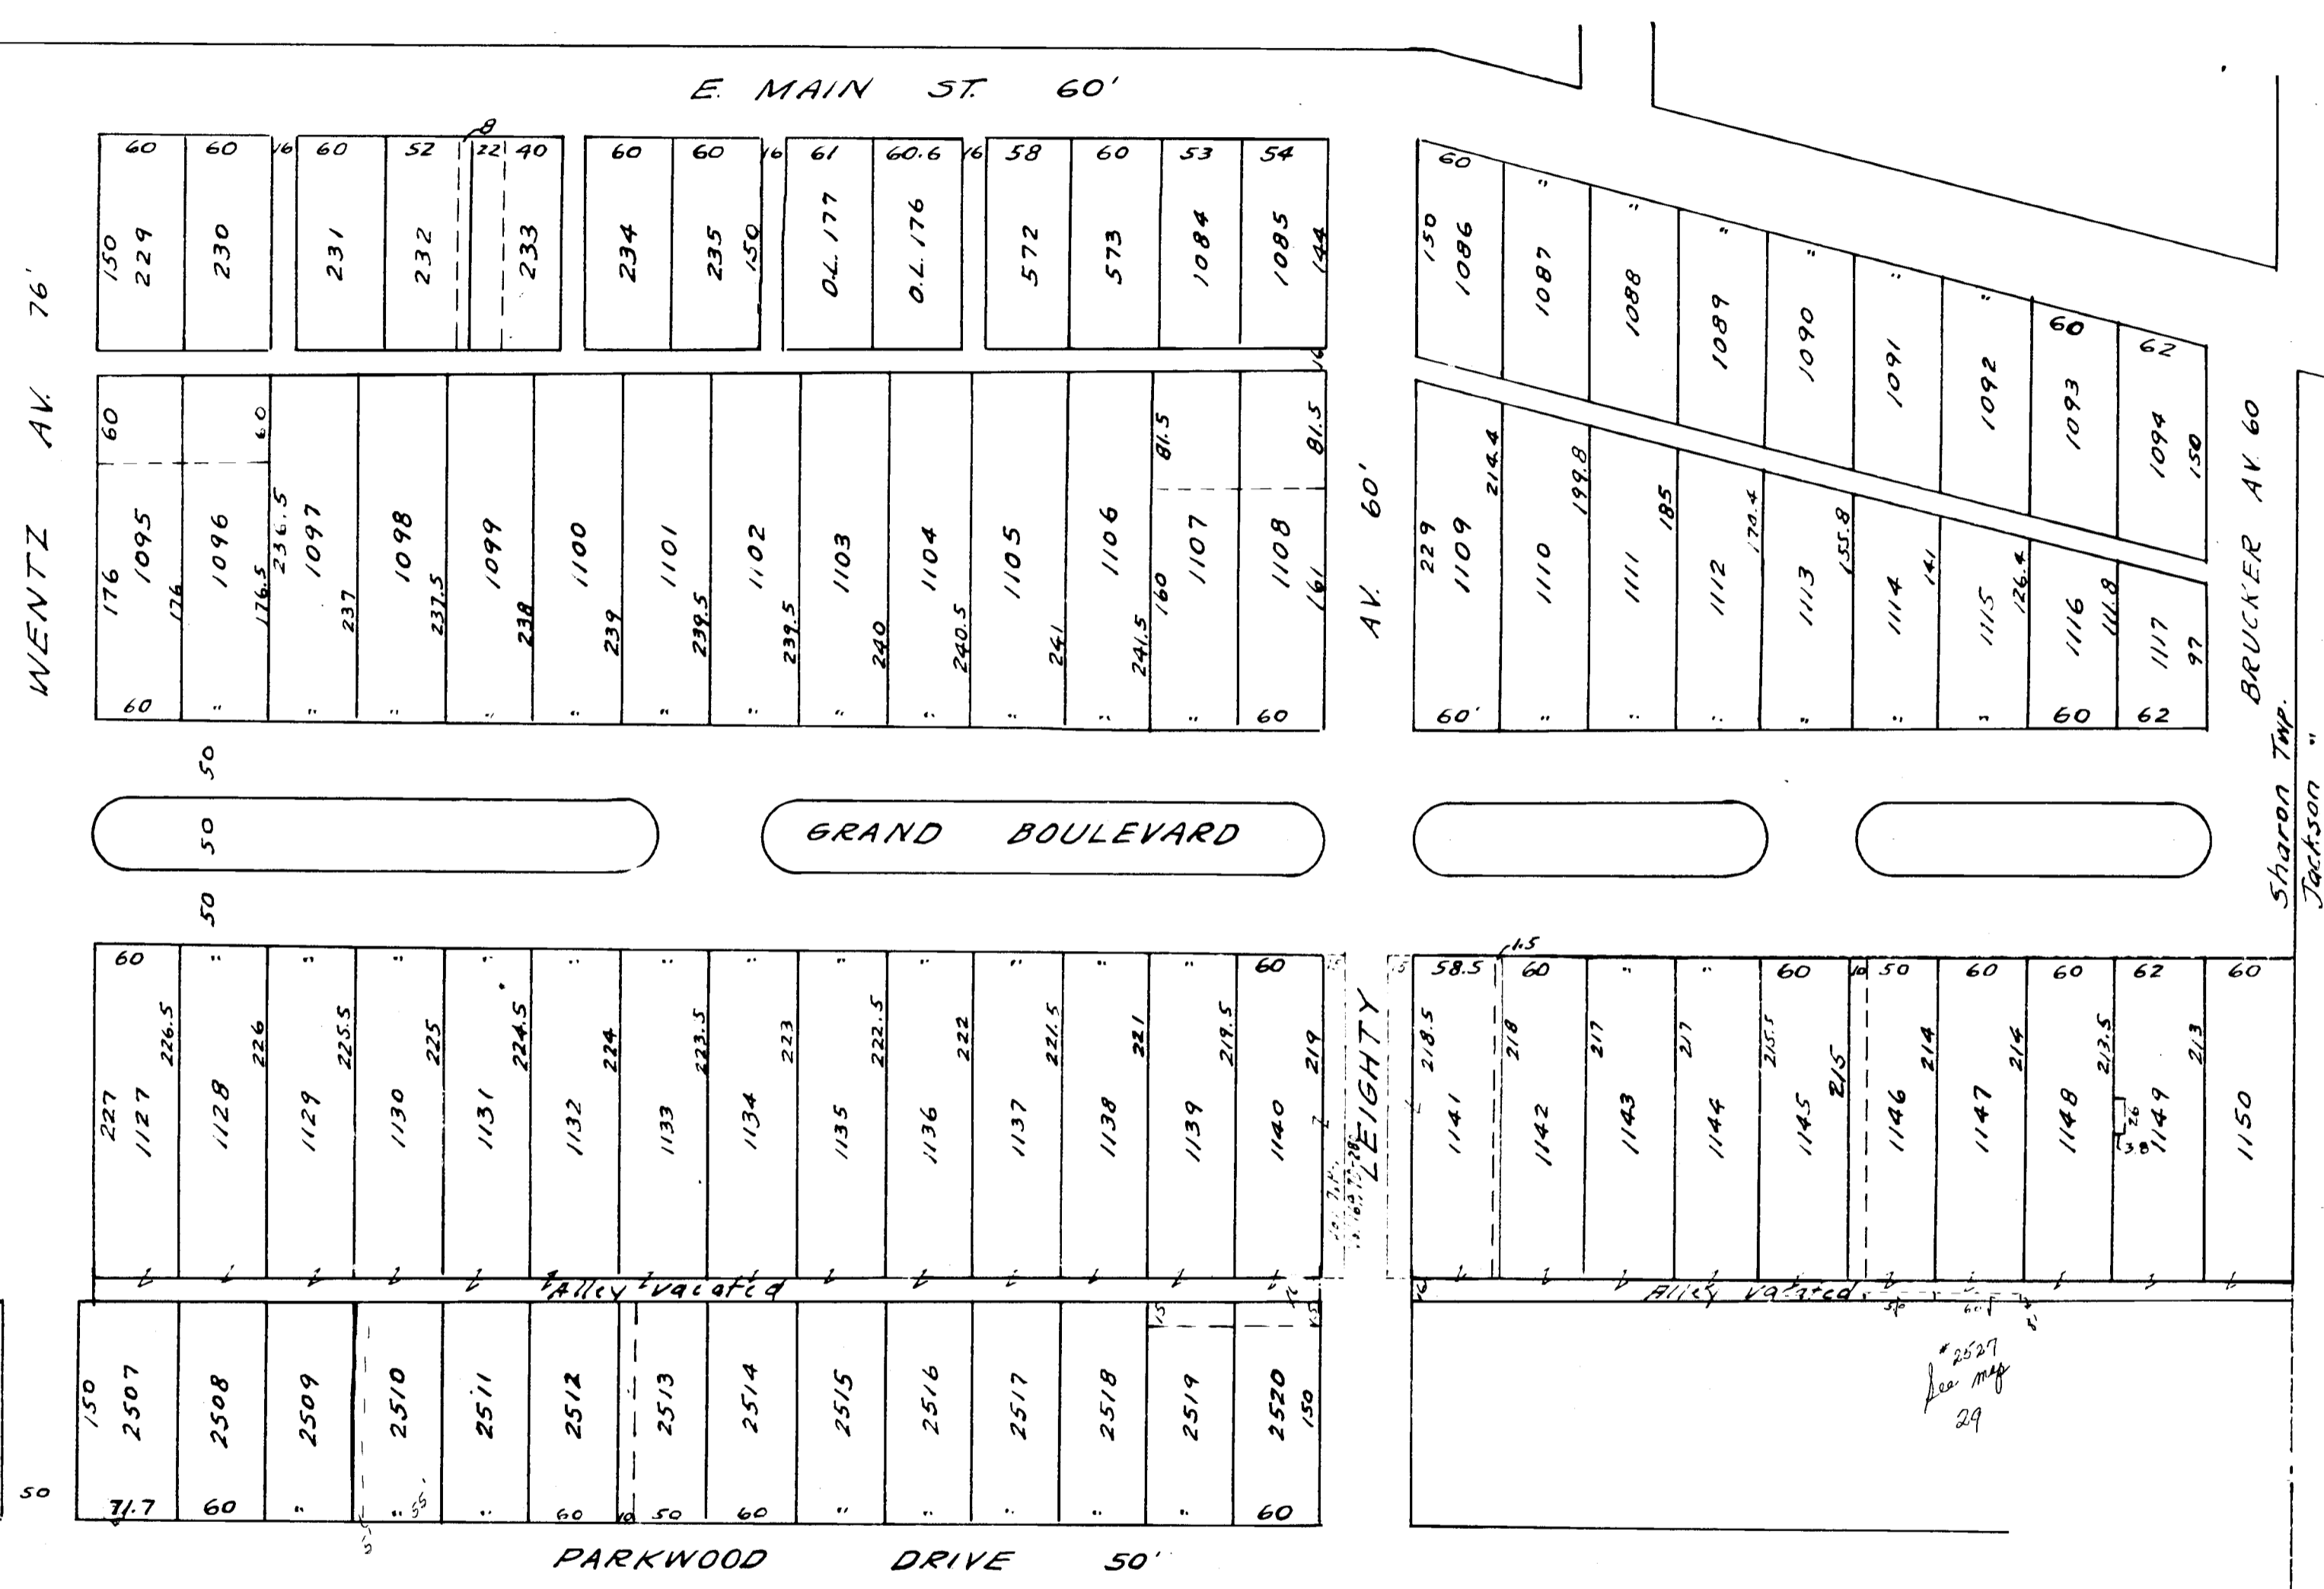 E. MAIN ST. 60'
8
60 60 16 60 52 22 40 60 60 16 61 60.6 16 58 60 53 54
150 229 230 231 232 233 234 235 150 O.L. 177 O.L. 176 572 573 1084 1085 144
16
60 " " " " " " 60 62
150 1086 1087 1088 1089 1090 1091 1092 1093 1094 150
WENTZ AV. 76'
60 60 81.5 81.5
176 1095 176 1096 176.5 236.5 1097 237 1098 237.5 1099 238 1100 239 1101 239.5 1102 239.5 1103 240 1104 240.5 1105 241 1106 241.5 160 1107 1108 161
60 " " " " " " " " " " " " 60
LEIGHTY AV. 60'
229 1109 214.4 1110 199.8 1111 185 1112 170.4 1113 155.8 1114 141 1115 126.4 1116 111.8 1117 97
60' " " " " " " 60 62
BRUCKER AV. 60
Sharon Twp.
Jackson "
50 50 50
GRAND BOULEVARD
60 " " " " " " " " " " " " 60
227 1127 226.5 1128 226 1129 225.5 1130 225 1131 224.5 1132 224 1133 223.5 1134 223 1135 222.5 1136 222 1137 221.5 1138 221 1139 219.5 1140 219
1.5
15 58.5 60 " " 60 10 50 60 60 62 60
218.5 1141 218 1142 217 1143 217 1144 215.5 1145 215 1146 214 1147 214 1148 213.5 1149 213 1150
26
3.8
Alley Vacated
Alley Vacated
16
15
150 2507 2508 2509 2510 2511 2512 2513 2514 2515 2516 2517 2518 2519 2520 150
50
71.7 60 " " 55 " 60 10 50 60 " " " " " 60
5
#2527
See map
29
PARKWOOD DRIVE 50'